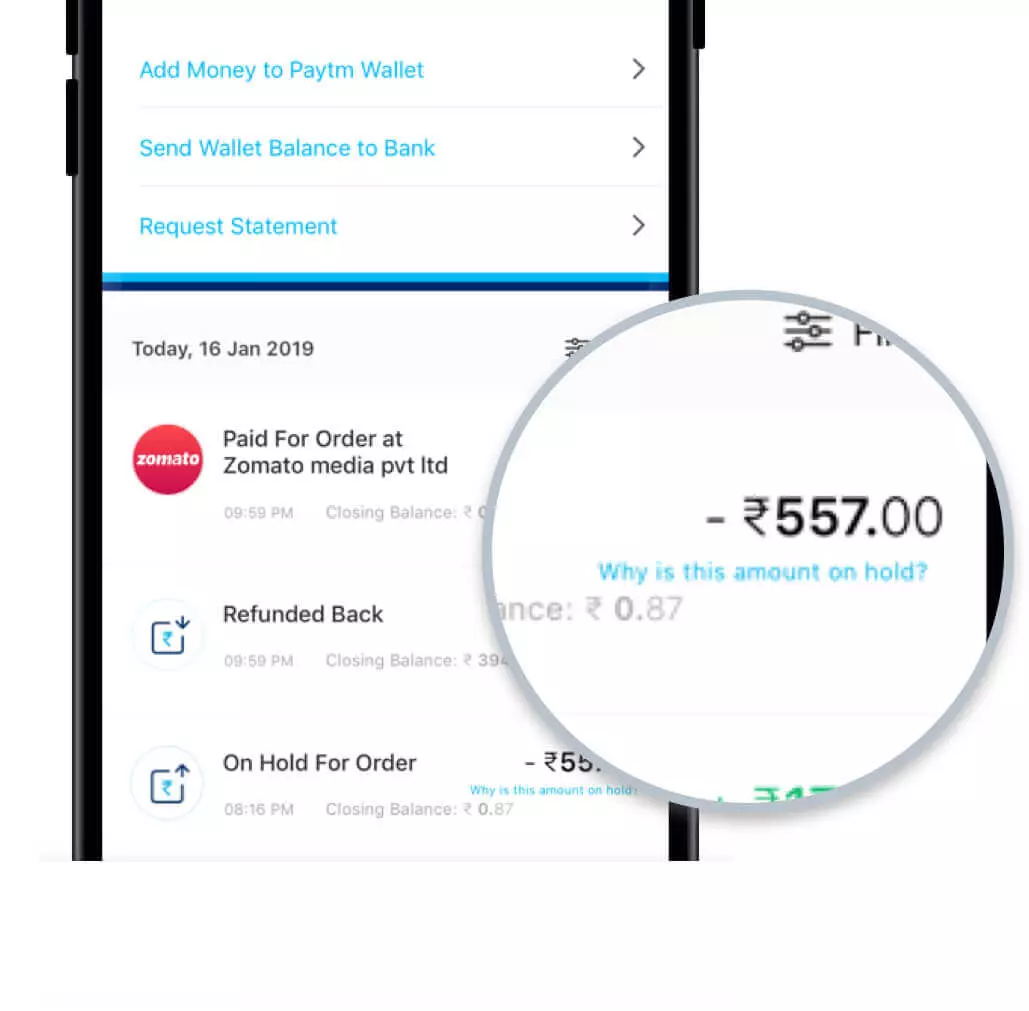 Add Money to Paytm Wallet
Send Wallet Balance to Bank
Request Statement
Today, 16 Jan 2019
zomato
Paid For Order at
Zomato media pvt ltd
09:59 PM Closing Balance: ₹
- ₹557.00
Why is this amount on hold?
₹ 0.87
Refunded Back
09:59 PM Closing Balance: ₹ 394
On Hold For Order - ₹55
Why is this amount on hold?
08:16 PM Closing Balance: ₹ 0.87